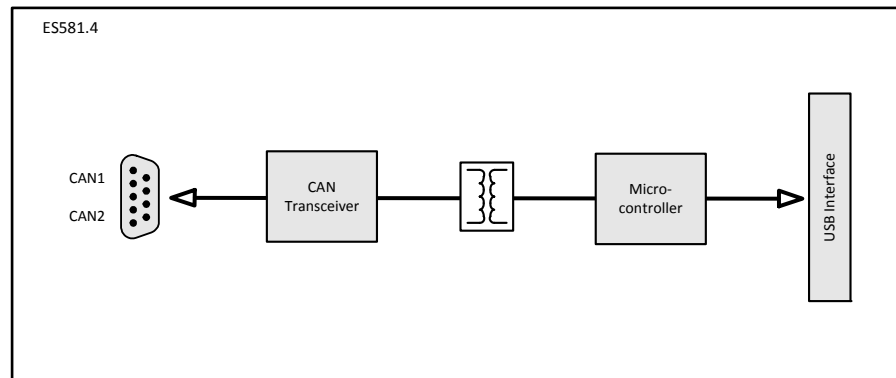 ES581.4
CAN1
CAN2
CAN
Transceiver
Micro-
controller
USB Interface